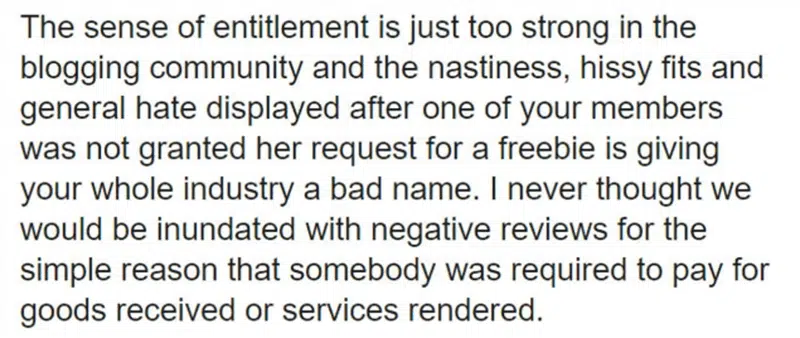 The sense of entitlement is just too strong in the
blogging community and the nastiness, hissy fits and
general hate displayed after one of your members
was not granted her request for a freebie is giving
your whole industry a bad name. I never thought we
would be inundated with negative reviews for the
simple reason that somebody was required to pay for
goods received or services rendered.